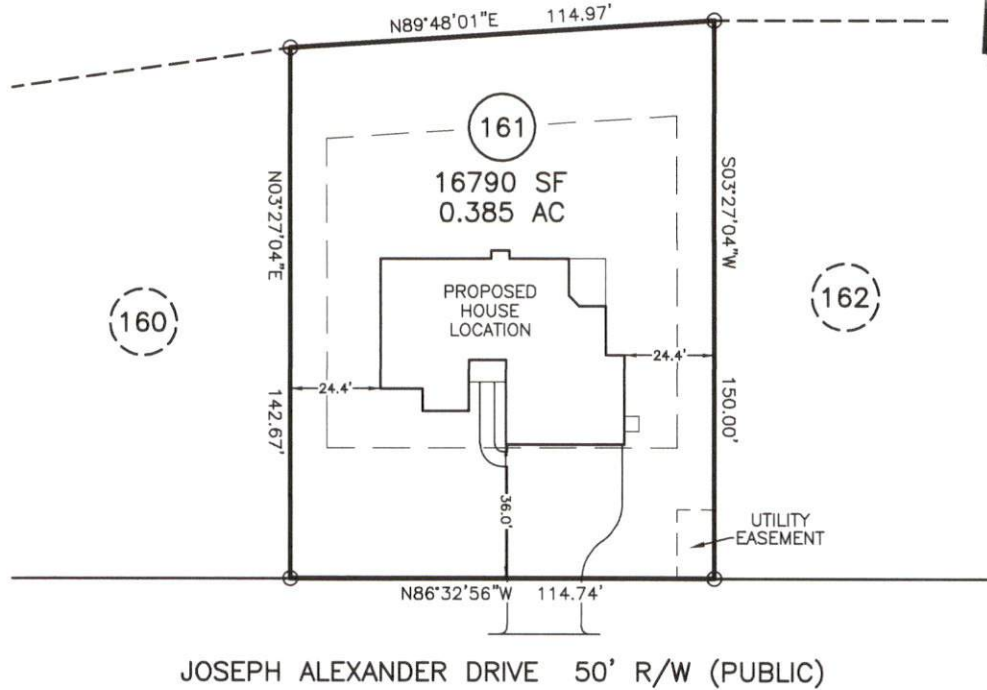 N89°48'01"E 114.97'
161
16790 SF
0.385 AC
N03°27'04"E
S03°27'04"W
PROPOSED
HOUSE
LOCATION
160
162
24.4'
24.4'
142.67'
150.00'
36.0'
UTILITY
EASEMENT
N86°32'56"W 114.74'
JOSEPH ALEXANDER DRIVE 50' R/W (PUBLIC)